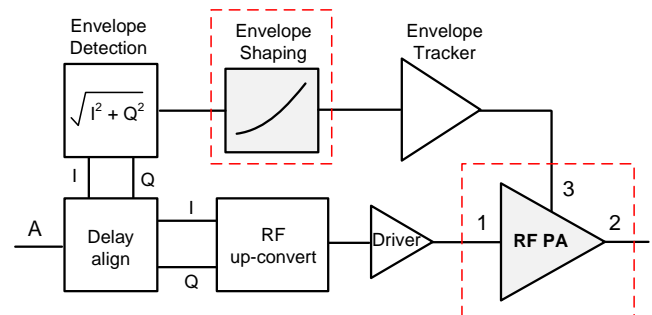 Envelope
Detection
Envelope
Shaping
Envelope
Tracker
√I² + Q²
I
Q
3
A
Delay
align
I
Q
RF
up-convert
Driver
1
RF PA
2